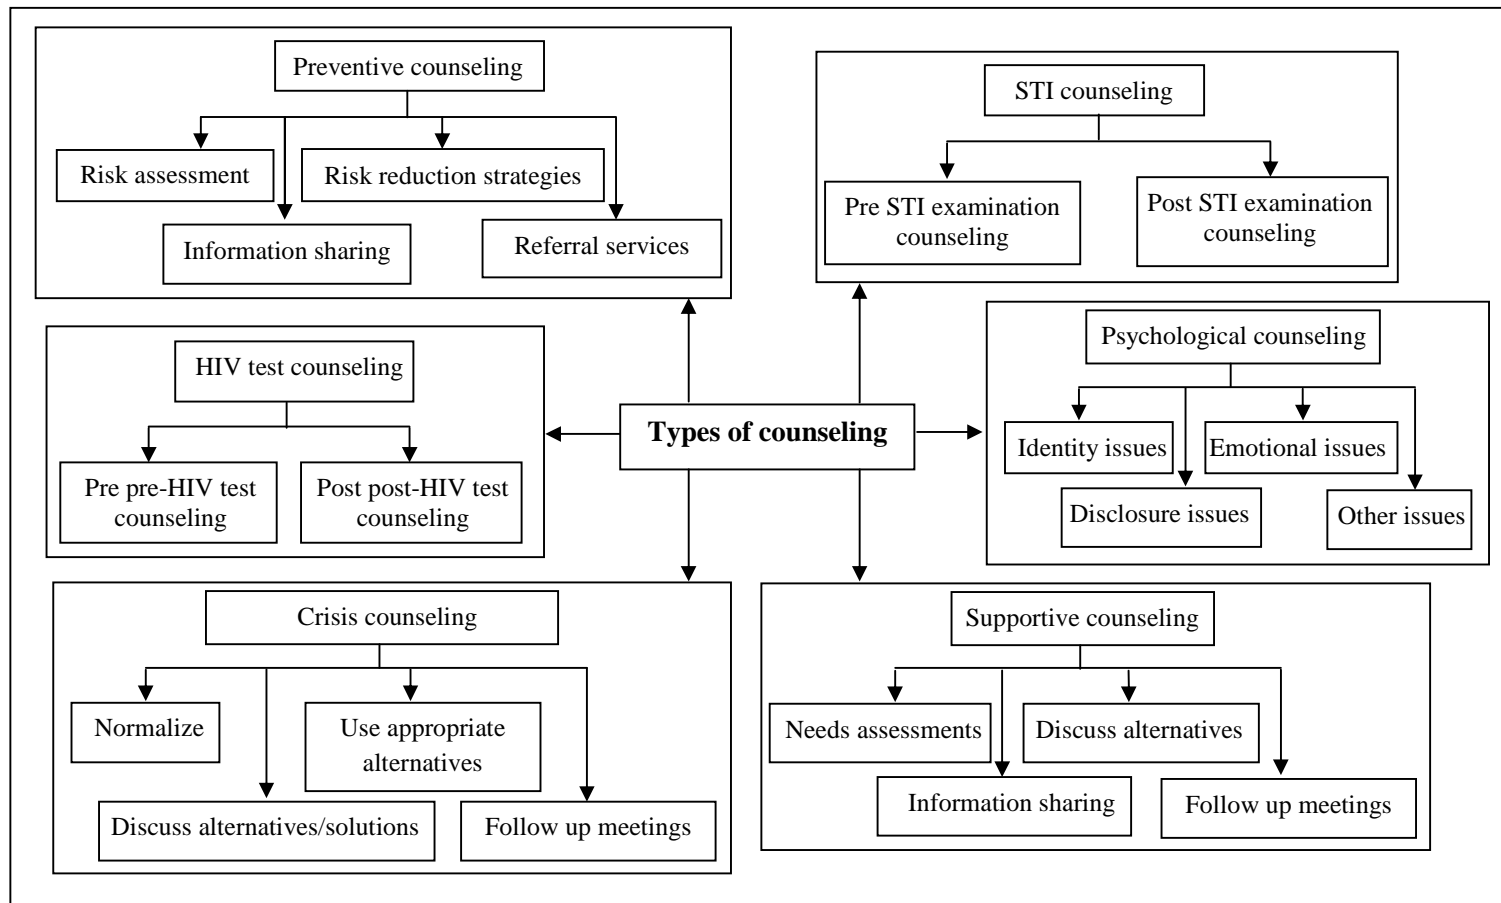 Preventive counseling
Risk assessment
Risk reduction strategies
Information sharing
Referral services
STI counseling
Pre STI examination
counseling
Post STI examination
counseling
HIV test counseling
Pre pre-HIV test
counseling
Post post-HIV test
counseling
Types of counseling
Psychological counseling
Identity issues
Emotional issues
Disclosure issues
Other issues
Crisis counseling
Normalize
Use appropriate
alternatives
Discuss alternatives/solutions
Follow up meetings
Supportive counseling
Needs assessments
Discuss alternatives
Information sharing
Follow up meetings